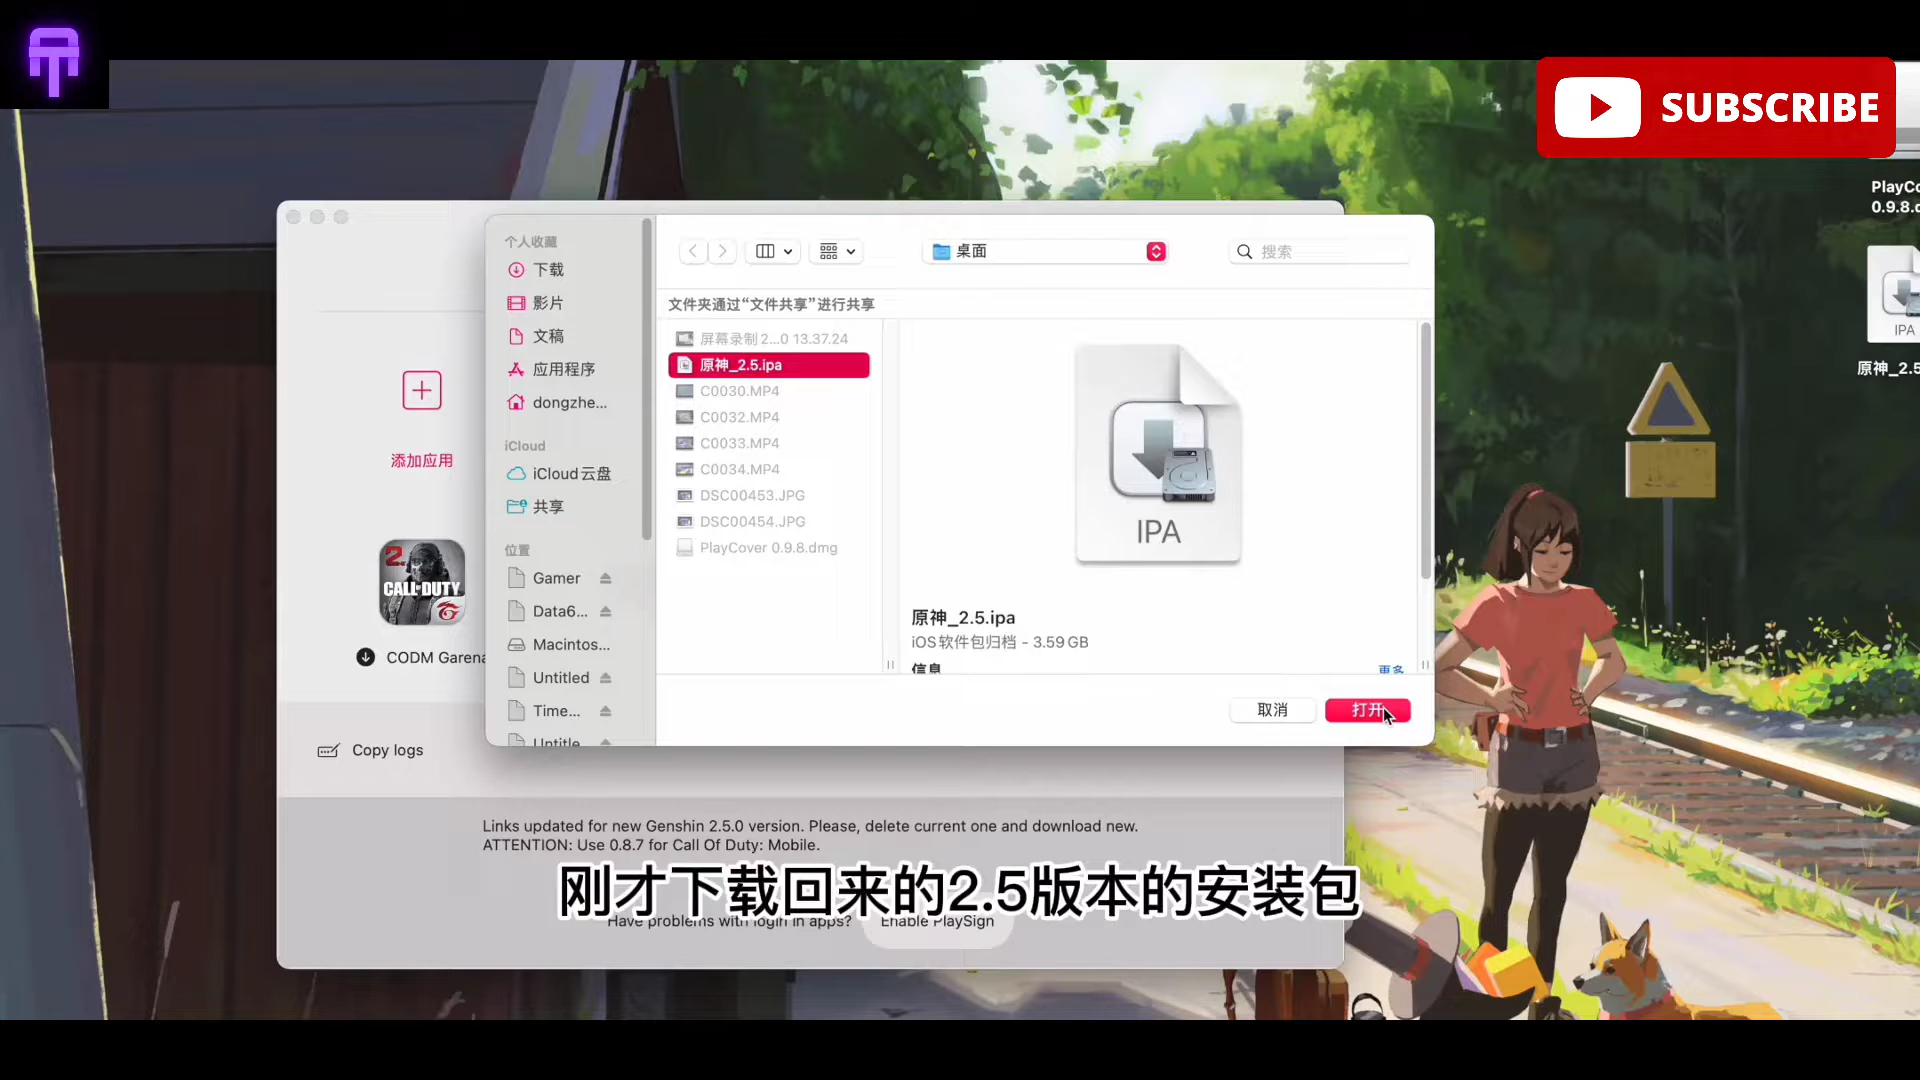 SUBSCRIBE
PlayCo
0.9.8.d
IPA
原神_2.5
个人收藏
下载
影片
文稿
应用程序
dongzhe...
iCloud
iCloud云盘
共享
位置
Gamer
Data6...
Macintos...
Untitled
Time...
Untitle
桌面
搜索
文件夹通过“文件共享”进行共享
屏幕录制 2...0 13.37.24
原神_2.5.ipa
C0030.MP4
C0032.MP4
C0033.MP4
C0034.MP4
DSC00453.JPG
DSC00454.JPG
PlayCover 0.9.8.dmg
IPA
原神_2.5.ipa
iOS软件包归档 - 3.59 GB
信息
更多
取消
打开
添加应用
2.
CALL OF DUTY
CODM Garena
Copy logs
Links updated for new Genshin 2.5.0 version. Please, delete current one and download new.
ATTENTION: Use 0.8.7 for Call Of Duty: Mobile.
刚才下载回来的2.5版本的安装包
Have problems with login in apps?
Enable PlaySign